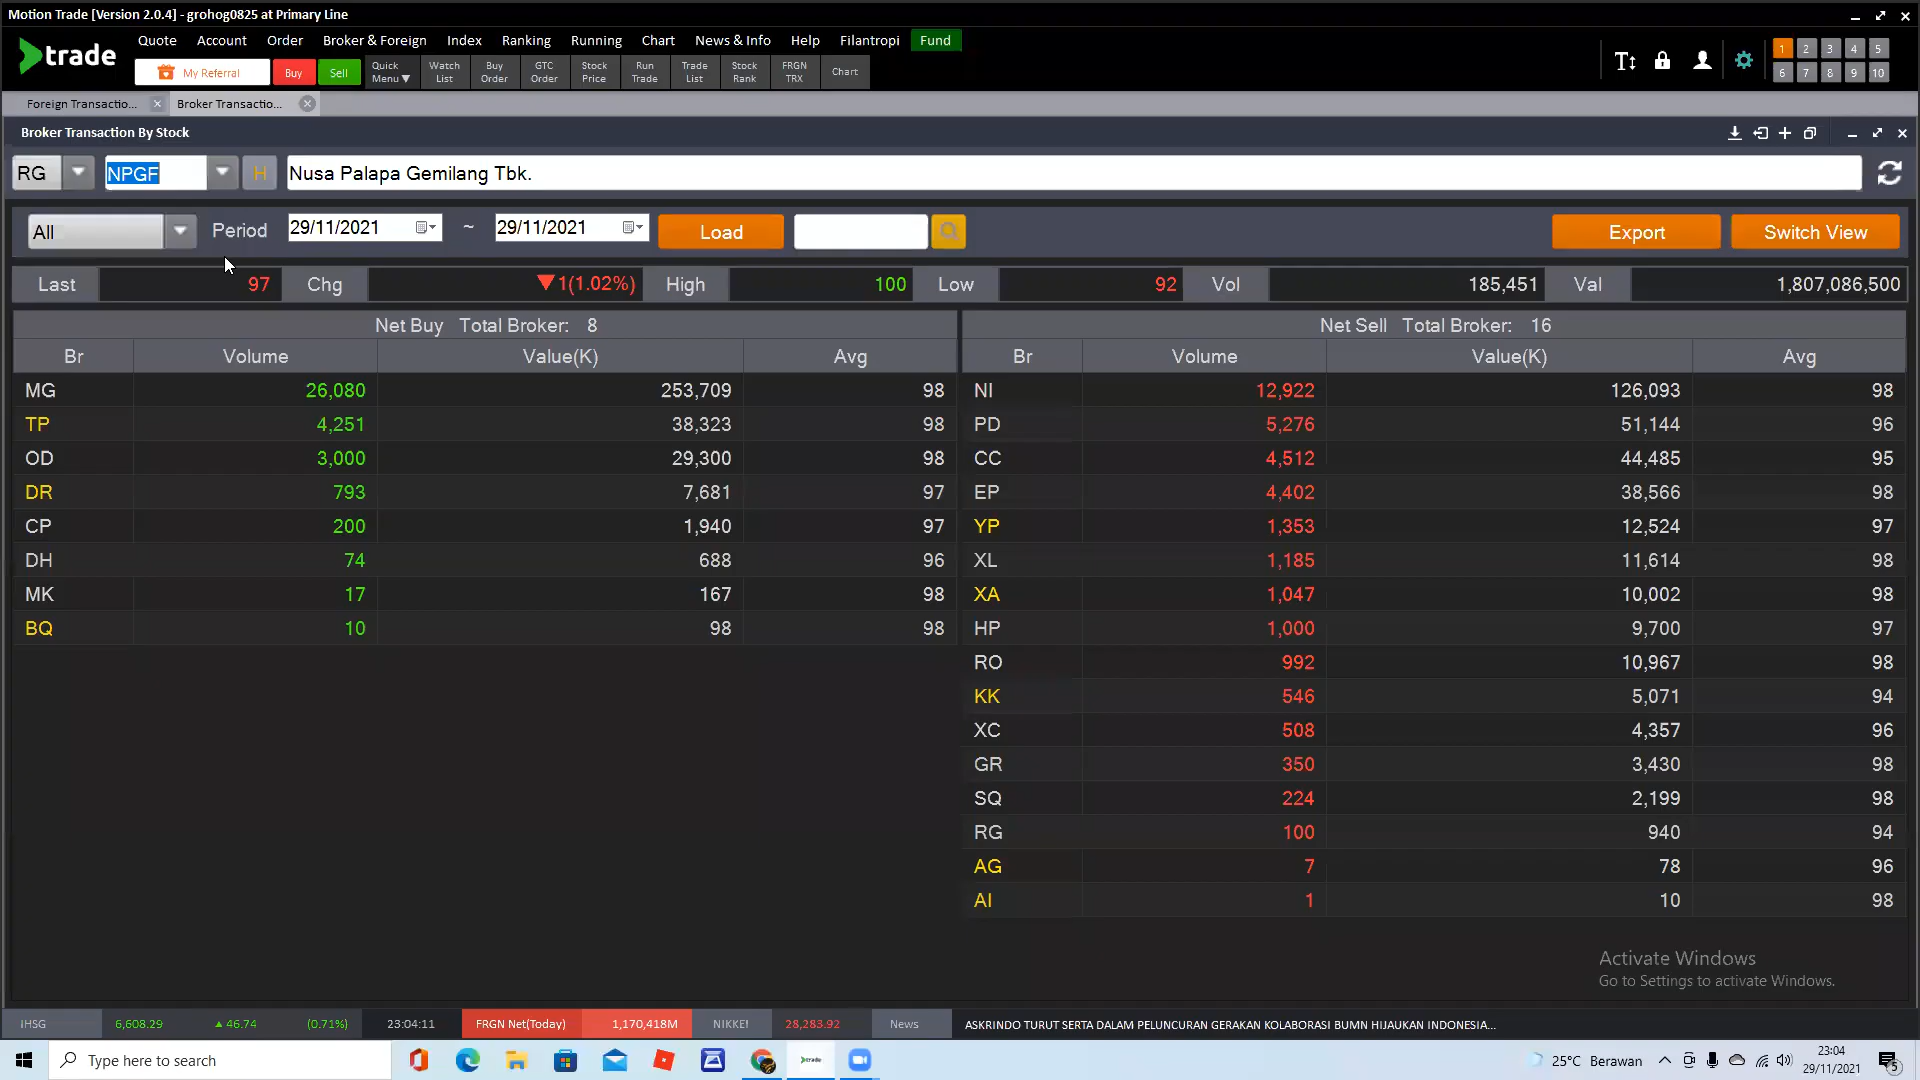 Motion Trade [Version 2.0.4] - grohog0825 at Primary Line
trade
Quote Account Order Broker & Foreign Index Ranking Running Chart News & Info Help Filantropi Fund
My Referral Buy Sell Quick Menu ▼ Watch List Buy Order GTC Order Stock Price Run Trade Trade List Stock Rank FRGN TRX Chart
1 2 3 4 5
6 7 8 9 10
Foreign Transactio... Broker Transactio...
Broker Transaction By Stock
RG NPGF H Nusa Palapa Gemilang Tbk.
All Period 29/11/2021 ~ 29/11/2021 Load Export Switch View
Last 97 Chg ▼1(1.02%) High 100 Low 92 Vol 185,451 Val 1,807,086,500
Net Buy Total Broker: 8 Net Sell Total Broker: 16
Br Volume Value(K) Avg Br Volume Value(K) Avg
MG 26,080 253,709 98 NI 12,922 126,093 98
TP 4,251 38,323 98 PD 5,276 51,144 96
OD 3,000 29,300 98 CC 4,512 44,485 95
DR 793 7,681 97 EP 4,402 38,566 98
CP 200 1,940 97 YP 1,353 12,524 97
DH 74 688 96 XL 1,185 11,614 98
MK 17 167 98 XA 1,047 10,002 98
BQ 10 98 98 HP 1,000 9,700 97
RO 992 10,967 98
KK 546 5,071 94
XC 508 4,357 96
GR 350 3,430 98
SQ 224 2,199 98
RG 100 940 94
AG 7 78 96
AI 1 10 98
Activate Windows
Go to Settings to activate Windows.
IHSG 6,608.29 ▲ 46.74 (0.71%) 23:04:11 FRGN Net(Today) 1,170,418M NIKKEI 28,283.92 News ASKRINDO TURUT SERTA DALAM PELUNCURAN GERAKAN KOLABORASI BUMN HIJAUKAN INDONESIA...
Type here to search trade 25°C Berawan 23:04
29/11/2021 5